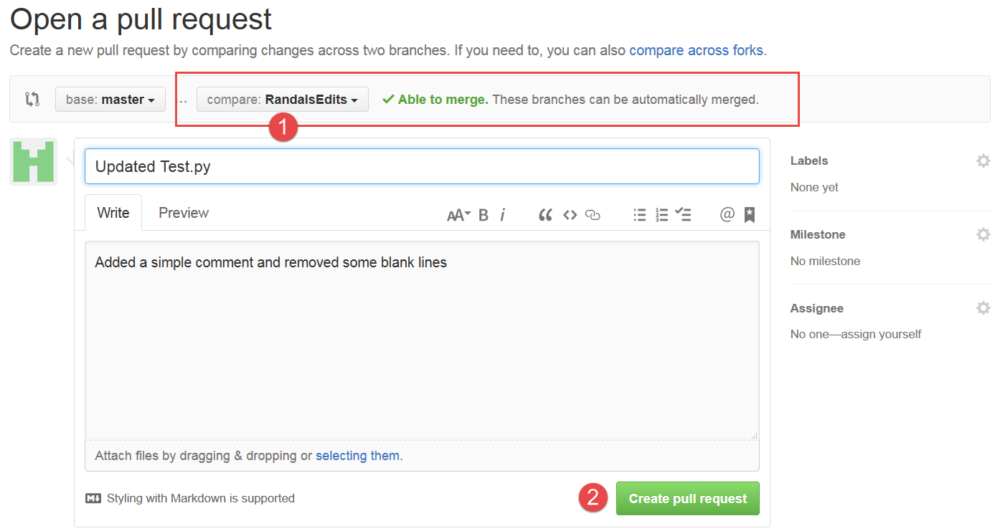 Open a pull request
Create a new pull request by comparing changes across two branches. If you need to, you can also compare across forks.
base: master ... compare: RandalsEdits Able to merge. These branches can be automatically merged.
1
Updated Test.py
Labels
None yet
Write Preview AA B i @
Milestone
No milestone
Added a simple comment and removed some blank lines
Assignee
No one—assign yourself
Attach files by dragging & dropping or selecting them.
M Styling with Markdown is supported
2 Create pull request